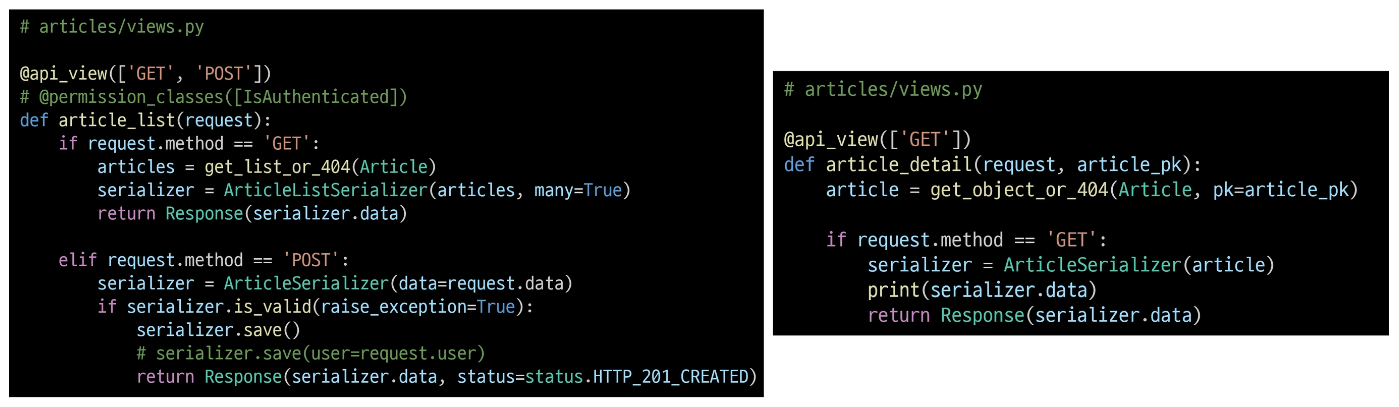 # articles/views.py
@api_view(['GET', 'POST'])
# @permission_classes([IsAuthenticated])
def article_list(request):
    if request.method == 'GET':
        articles = get_list_or_404(Article)
        serializer = ArticleListSerializer(articles, many=True)
        return Response(serializer.data)
    elif request.method == 'POST':
        serializer = ArticleSerializer(data=request.data)
        if serializer.is_valid(raise_exception=True):
            serializer.save()
            # serializer.save(user=request.user)
            return Response(serializer.data, status=status.HTTP_201_CREATED)
# articles/views.py
@api_view(['GET'])
def article_detail(request, article_pk):
    article = get_object_or_404(Article, pk=article_pk)
    if request.method == 'GET':
        serializer = ArticleSerializer(article)
        print(serializer.data)
        return Response(serializer.data)